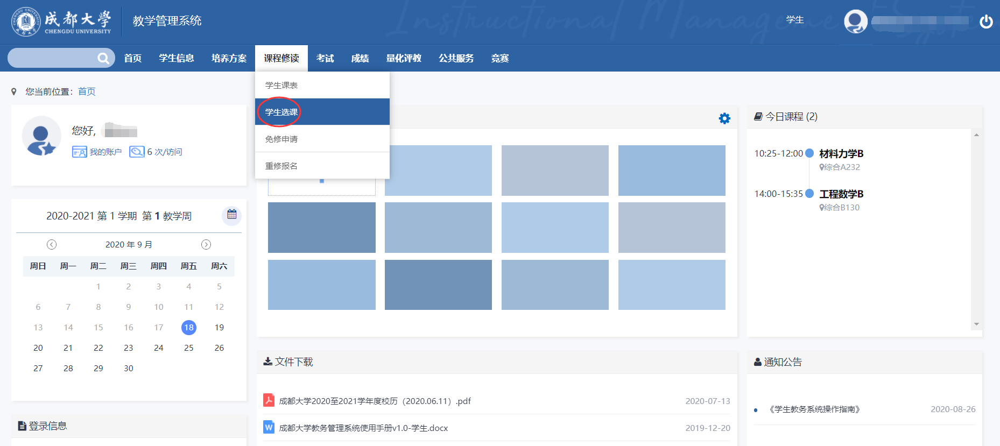 成都大學
CHENGDU UNIVERSITY
教学管理系统
Instructional Management System
学生
首页 学生信息 培养方案 课程修读 考试 成绩 量化评教 公共服务 竞赛
您当前位置： 首页
学生课表
学生选课
免修申请
重修报名
您好,
我的账户 6 次/访问
2020-2021 第 1 学期 第 1 教学周
2020 年 9 月
周日 周一 周二 周三 周四 周五 周六
1 2 3 4 5
6 7 8 9 10 11 12
13 14 15 16 17 18 19
20 21 22 23 24 25 26
27 28 29 30
登录信息
今日课程 (2)
10:25-12:00 材料力学B
综合A232
14:00-15:35 工程数学B
综合B130
文件下载
成都大学2020至2021学年度校历（2020.06.11）.pdf 2020-07-13
成都大学教务管理系统使用手册v1.0-学生.docx 2019-12-20
通知公告
《学生教务系统操作指南》 2020-08-26